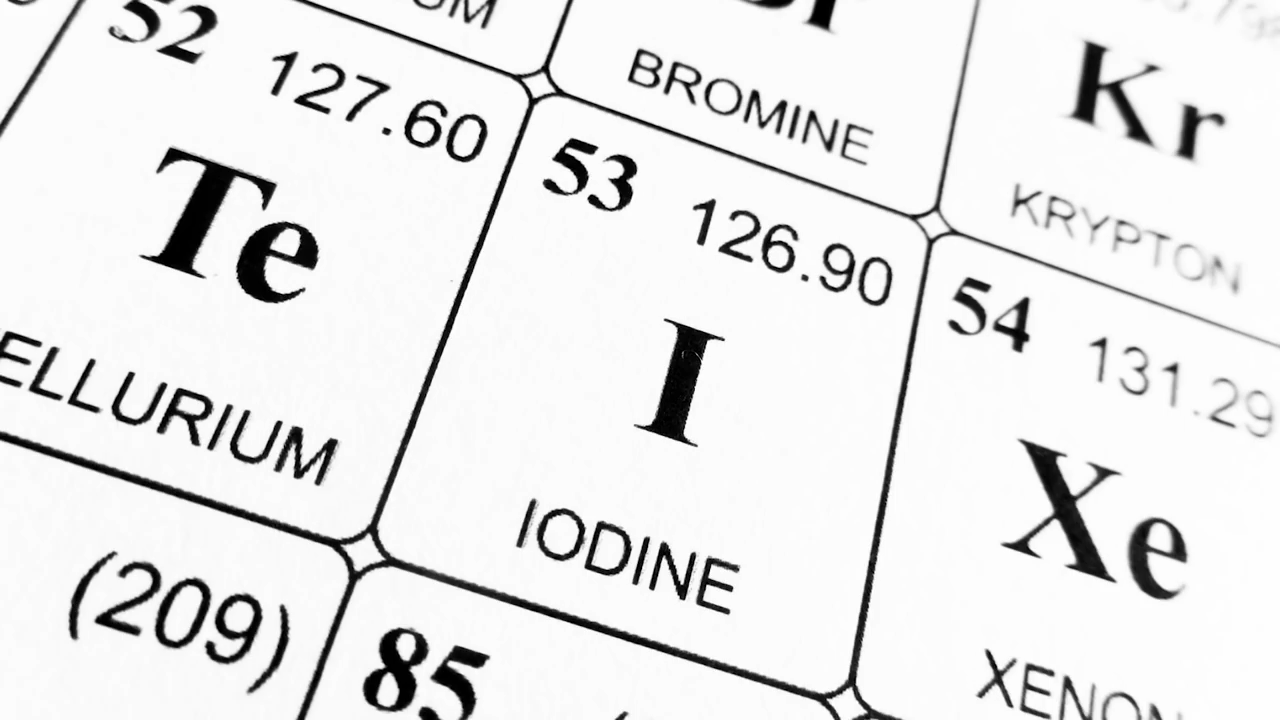 BROMINE
Kr
KRYPTON
52 127.60
Te
ELLURIUM
53 126.90
I
IODINE
54 131.29
Xe
XENON
(209)
85